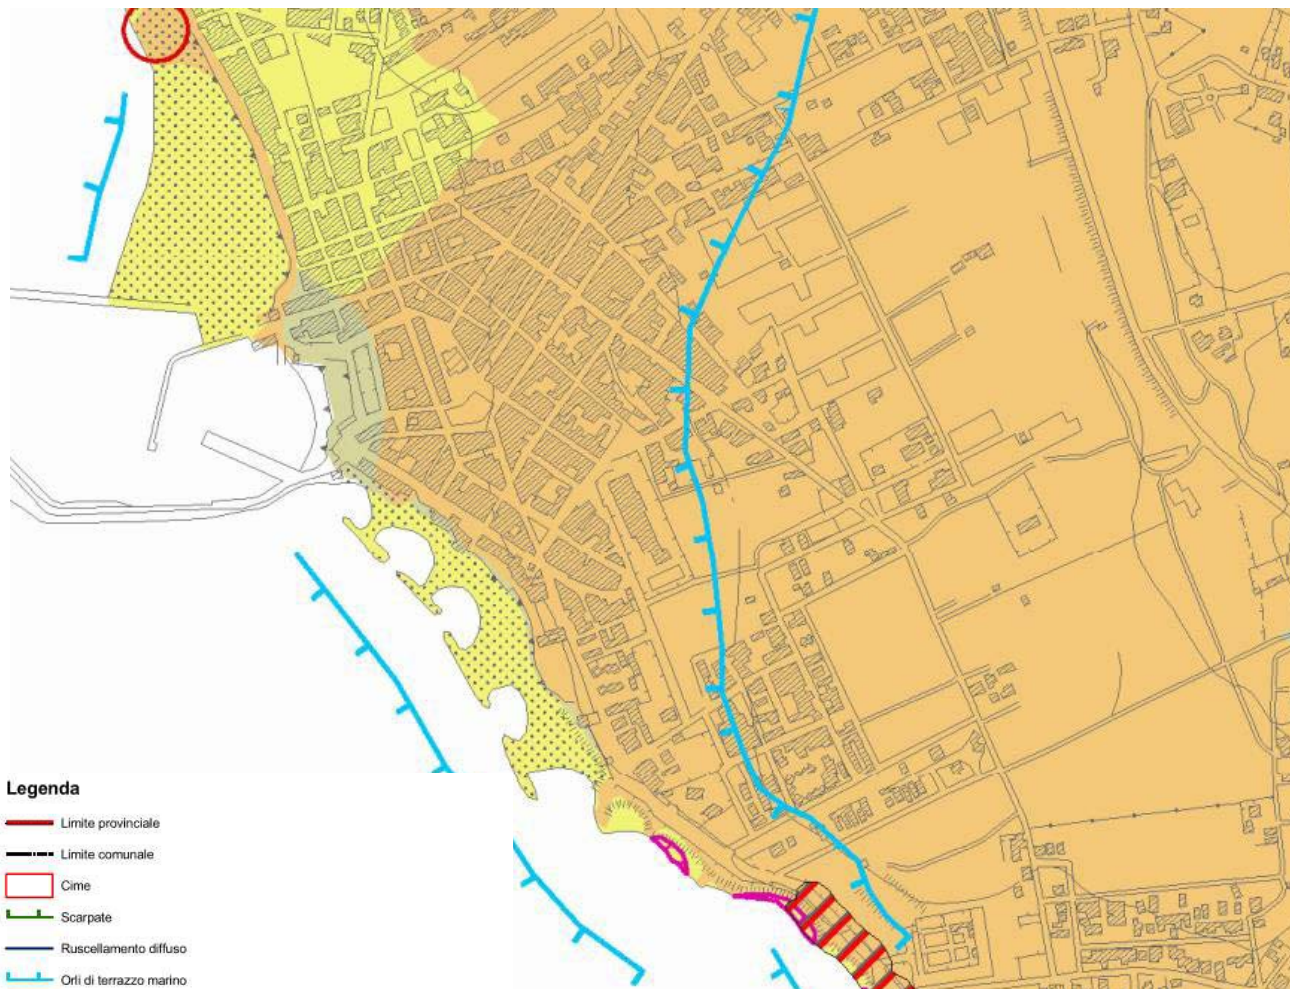 Legenda
Limite provinciale
Limite comunale
Cime
Scarpate
Ruscellamento diffuso
Orli di terrazzo marino